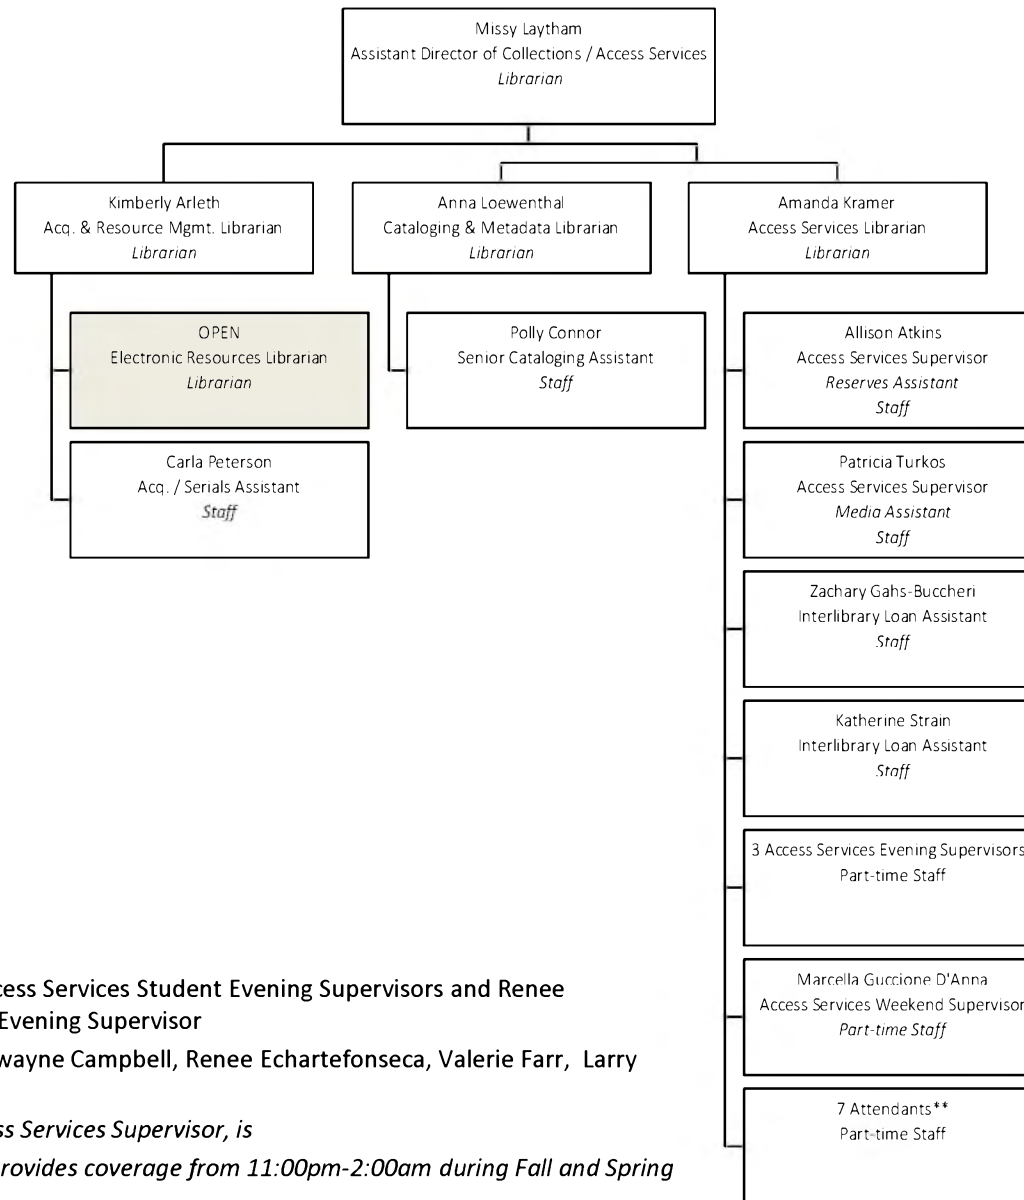 Missy Laytham
Assistant Director of Collections / Access Services
Librarian
Kimberly Arleth
Acq. & Resource Mgmt. Librarian
Librarian
Anna Loewenthal
Cataloging & Metadata Librarian
Librarian
Amanda Kramer
Access Services Librarian
Librarian
OPEN
Electronic Resources Librarian
Librarian
Carla Peterson
Acq. / Serials Assistant
Staff
Polly Connor
Senior Cataloging Assistant
Staff
Allison Atkins
Access Services Supervisor
Reserves Assistant
Staff
Patricia Turkos
Access Services Supervisor
Media Assistant
Staff
Zachary Gahs-Buccheri
Interlibrary Loan Assistant
Staff
Katherine Strain
Interlibrary Loan Assistant
Staff
3 Access Services Evening Supervisors
Part-time Staff
Marcella Guccione D'Anna
Access Services Weekend Supervisor
Part-time Staff
7 Attendants**
Part-time Staff
cess Services Student Evening Supervisors and Renee
Evening Supervisor
wayne Campbell, Renee Echartefonseca, Valerie Farr, Larry
ss Services Supervisor, is
rovides coverage from 11:00pm-2:00am during Fall and Spring